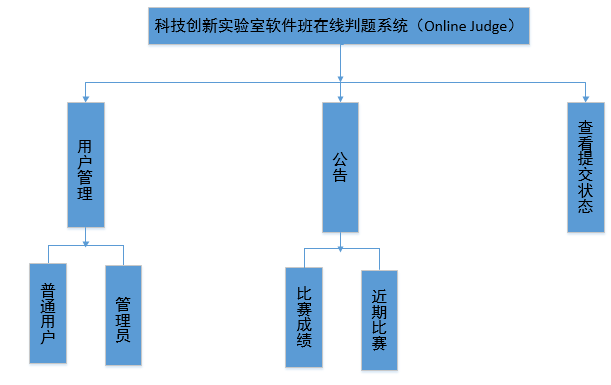 科技创新实验室软件班在线判题系统（Online Judge）
用户管理
公告
查看提交状态
普通用户
管理员
比赛成绩
近期比赛